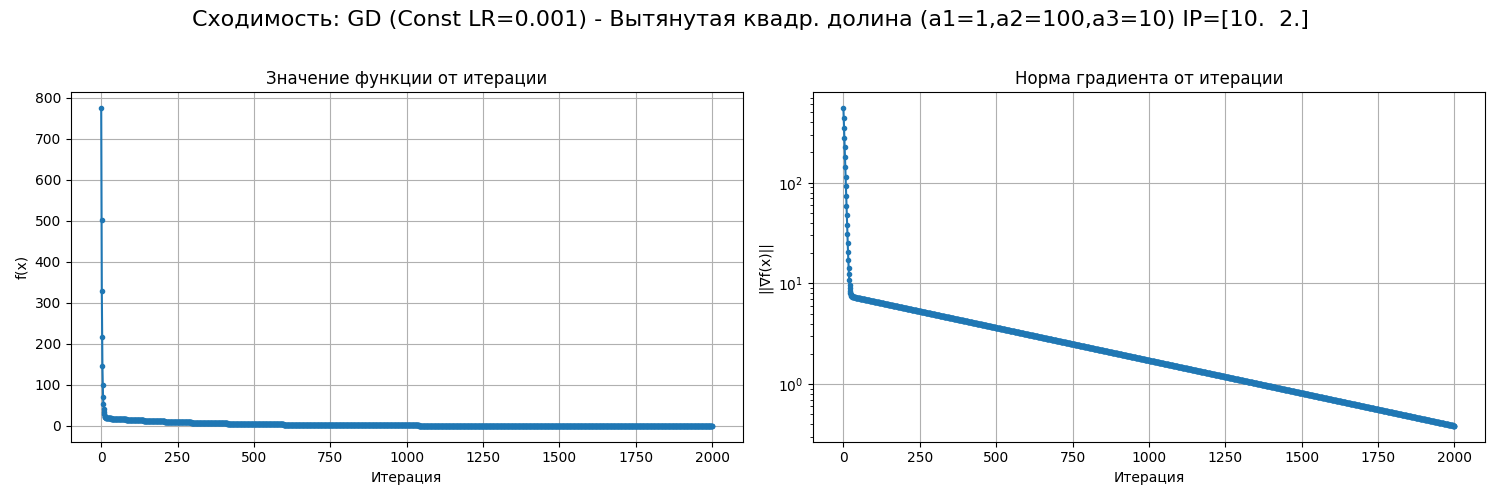 Сходимость: GD (Const LR=0.001) - Вытянутая квадр. долина (a1=1,a2=100,a3=10) IP=[10.  2.]
Значение функции от итерации
800
700
600
500
400
300
200
100
0
f(x)
0 250 500 750 1000 1250 1500 1750 2000
Итерация
Норма градиента от итерации
10²
10¹
10⁰
||∇f(x)||
0 250 500 750 1000 1250 1500 1750 2000
Итерация